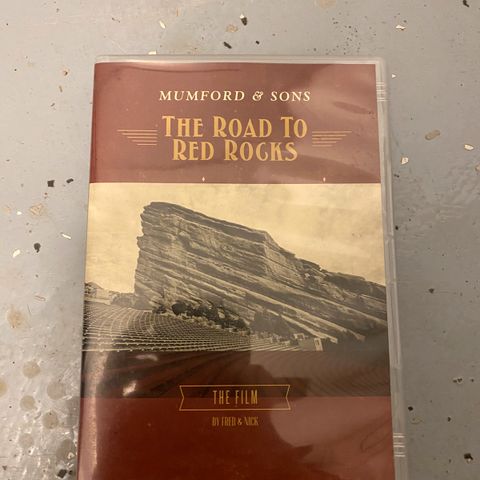 MUMFORD & SONS
THE ROAD TO
RED ROCKS
THE FILM
BY FRED & NICK